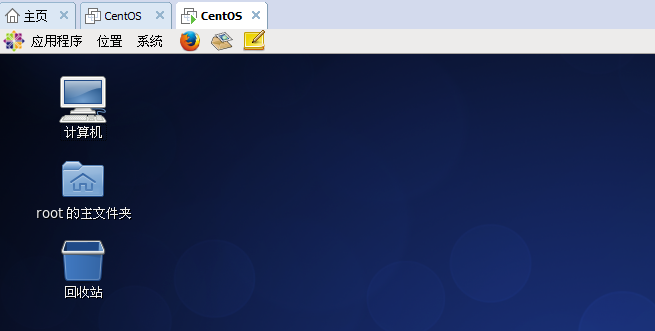 主页 CentOS CentOS
应用程序 位置 系统
计算机
root 的主文件夹
回收站